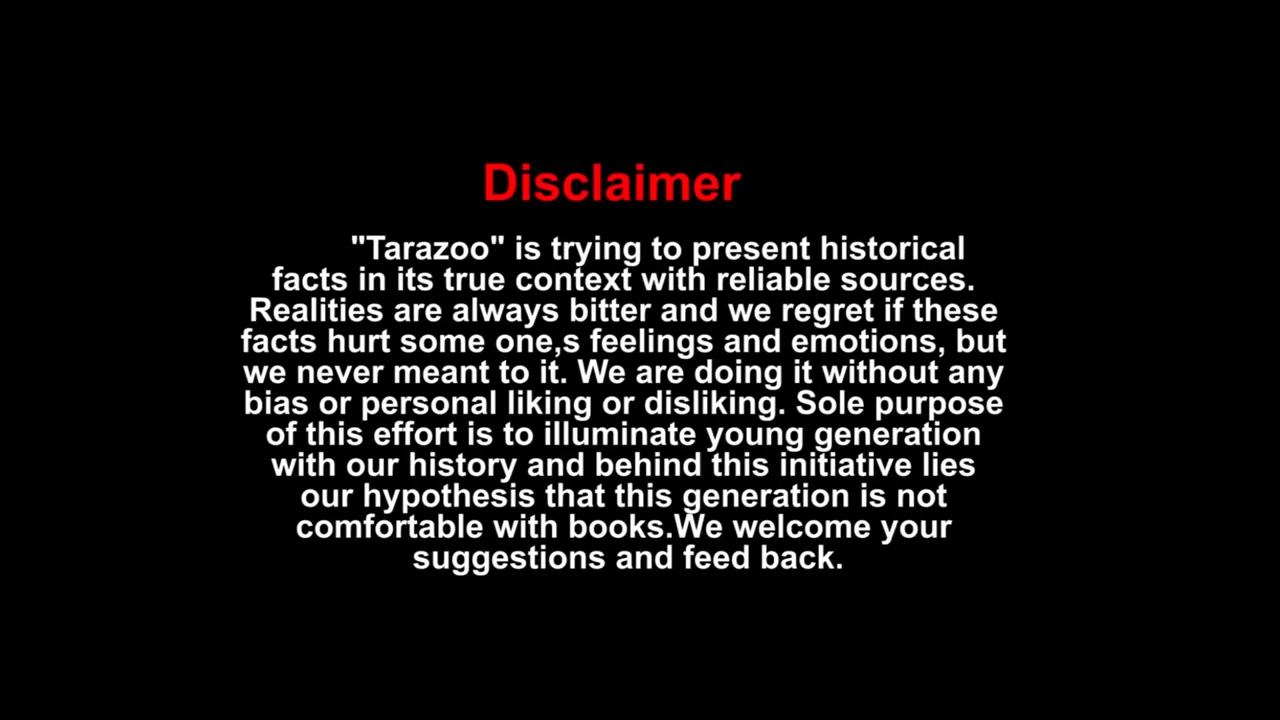 Disclaimer
"Tarazoo" is trying to present historical
facts in its true context with reliable sources.
Realities are always bitter and we regret if these
facts hurt some one,s feelings and emotions, but
we never meant to it. We are doing it without any
bias or personal liking or disliking. Sole purpose
of this effort is to illuminate young generation
with our history and behind this initiative lies
our hypothesis that this generation is not
comfortable with books.We welcome your
suggestions and feed back.